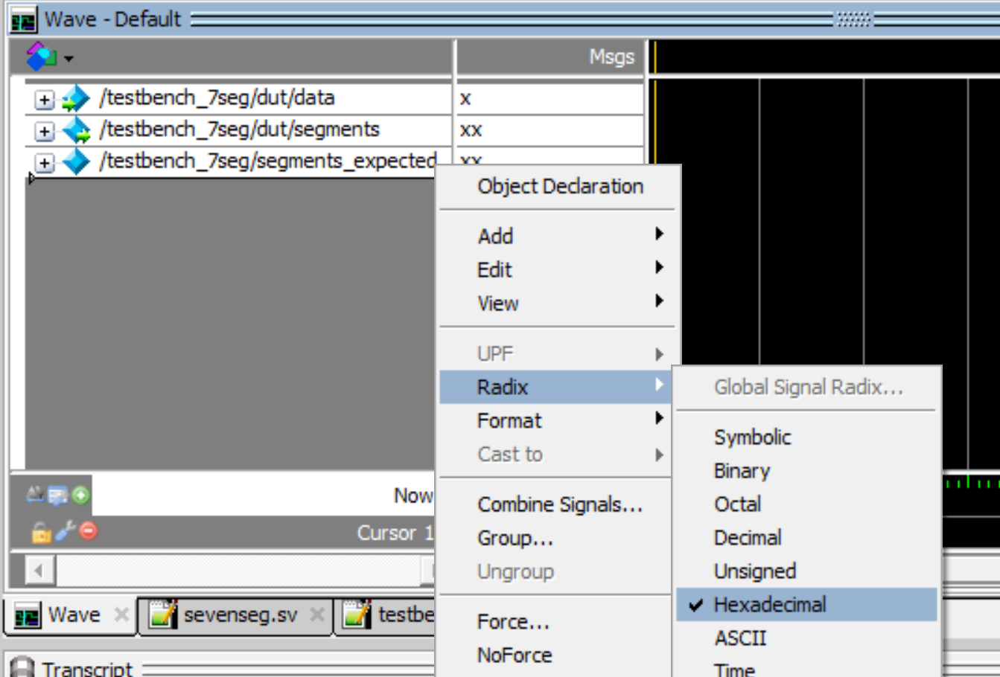 Wave - Default
Msgs
/testbench_7seg/dut/data x
/testbench_7seg/dut/segments xx
/testbench_7seg/segments_expected xx
Object Declaration
Add
Edit
View
UPF
Radix
Format
Cast to
Combine Signals...
Group...
Ungroup
Force...
NoForce
Global Signal Radix...
Symbolic
Binary
Octal
Decimal
Unsigned
Hexadecimal
ASCII
Time
Now
Cursor 1
Wave
sevenseg.sv
testbe
Transcript